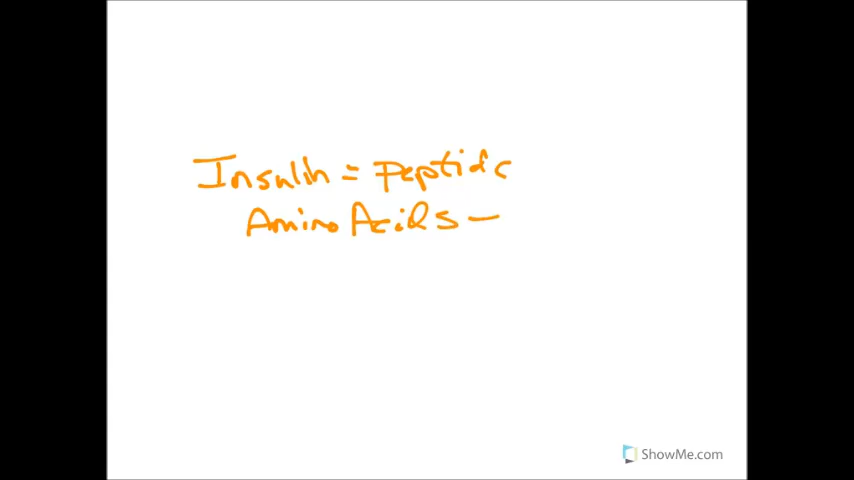 Insulin = peptide
Amino Acids —
ShowMe.com